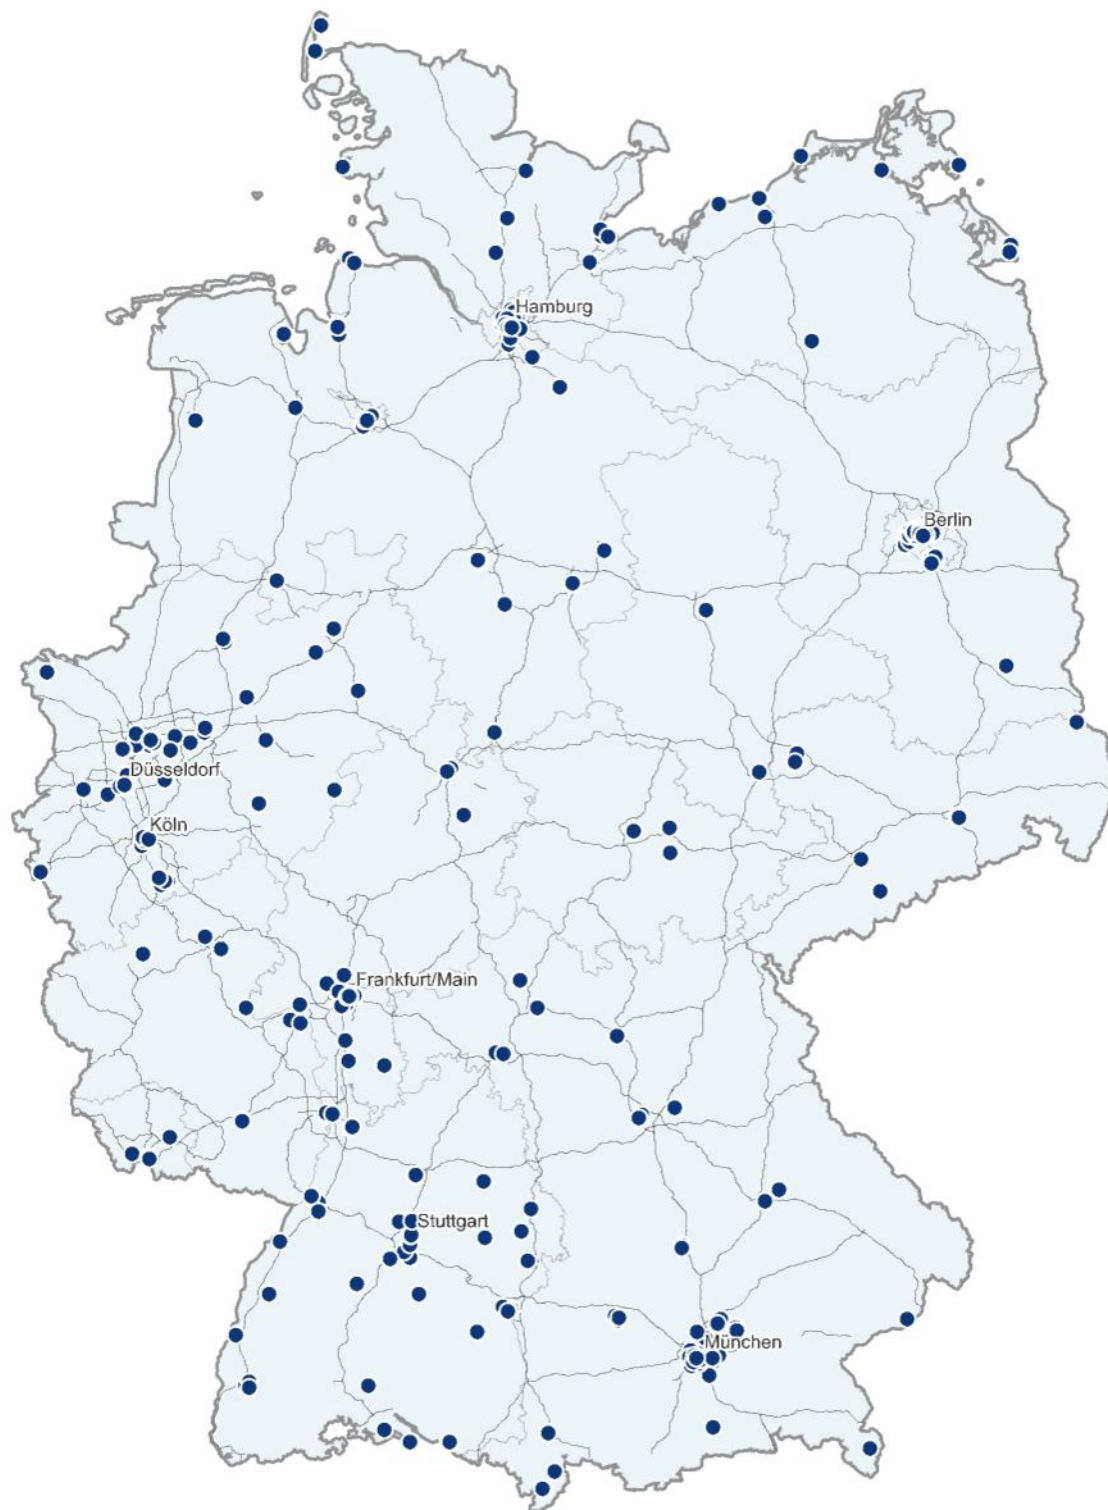 Hamburg
Berlin
Düsseldorf
Köln
Frankfurt/Main
Stuttgart
München